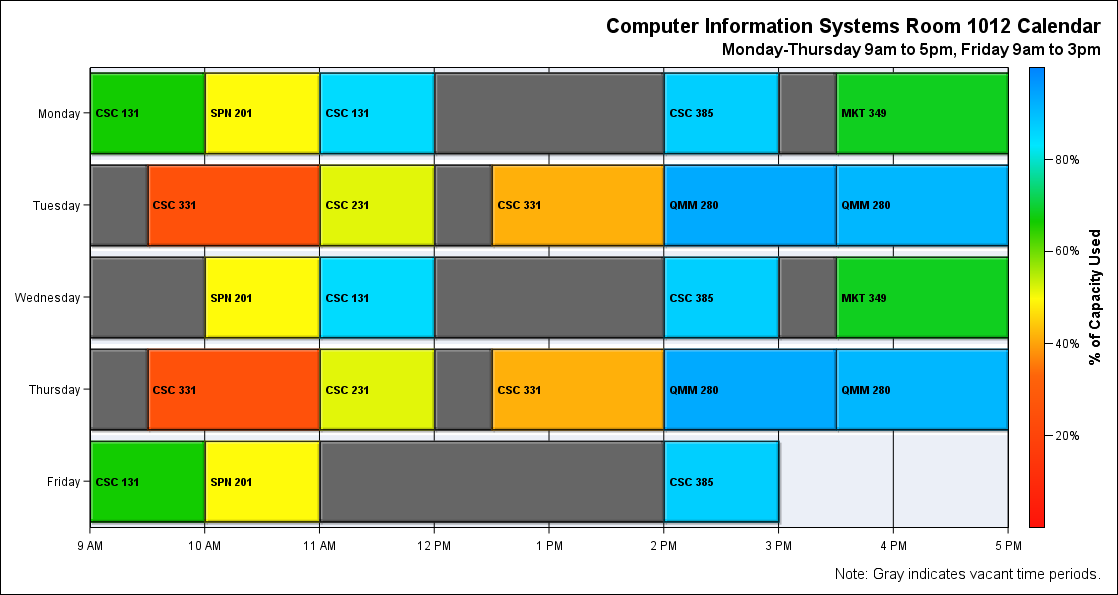 Computer Information Systems Room 1012 Calendar
Monday-Thursday 9am to 5pm, Friday 9am to 3pm
Monday CSC 131 SPN 201 CSC 131 CSC 385 MKT 349
80%
Tuesday CSC 331 CSC 231 CSC 331 QMM 280 QMM 280
60%
Wednesday SPN 201 CSC 131 CSC 385 MKT 349
% of Capacity Used
40%
Thursday CSC 331 CSC 231 CSC 331 QMM 280 QMM 280
20%
Friday CSC 131 SPN 201 CSC 385
9 AM 10 AM 11 AM 12 PM 1 PM 2 PM 3 PM 4 PM 5 PM
Note: Gray indicates vacant time periods.